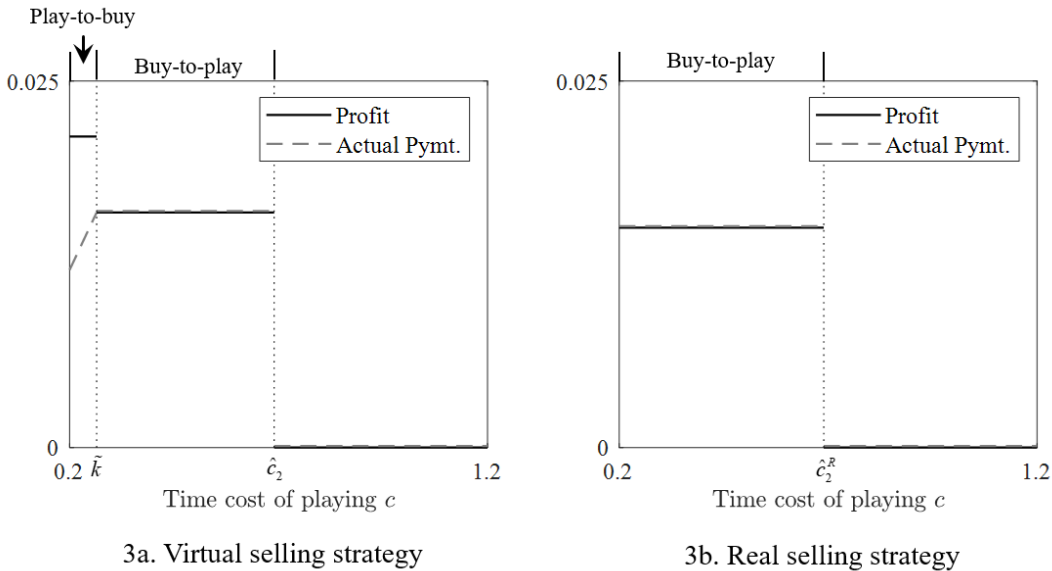 Play-to-buy
Buy-to-play
0.025
Profit
Actual Pymt.
0
0.2
k̃
ĉ₂
1.2
Time cost of playing c
3a. Virtual selling strategy
Buy-to-play
0.025
Profit
Actual Pymt.
0
0.2
ĉ₂ᴿ
1.2
Time cost of playing c
3b. Real selling strategy